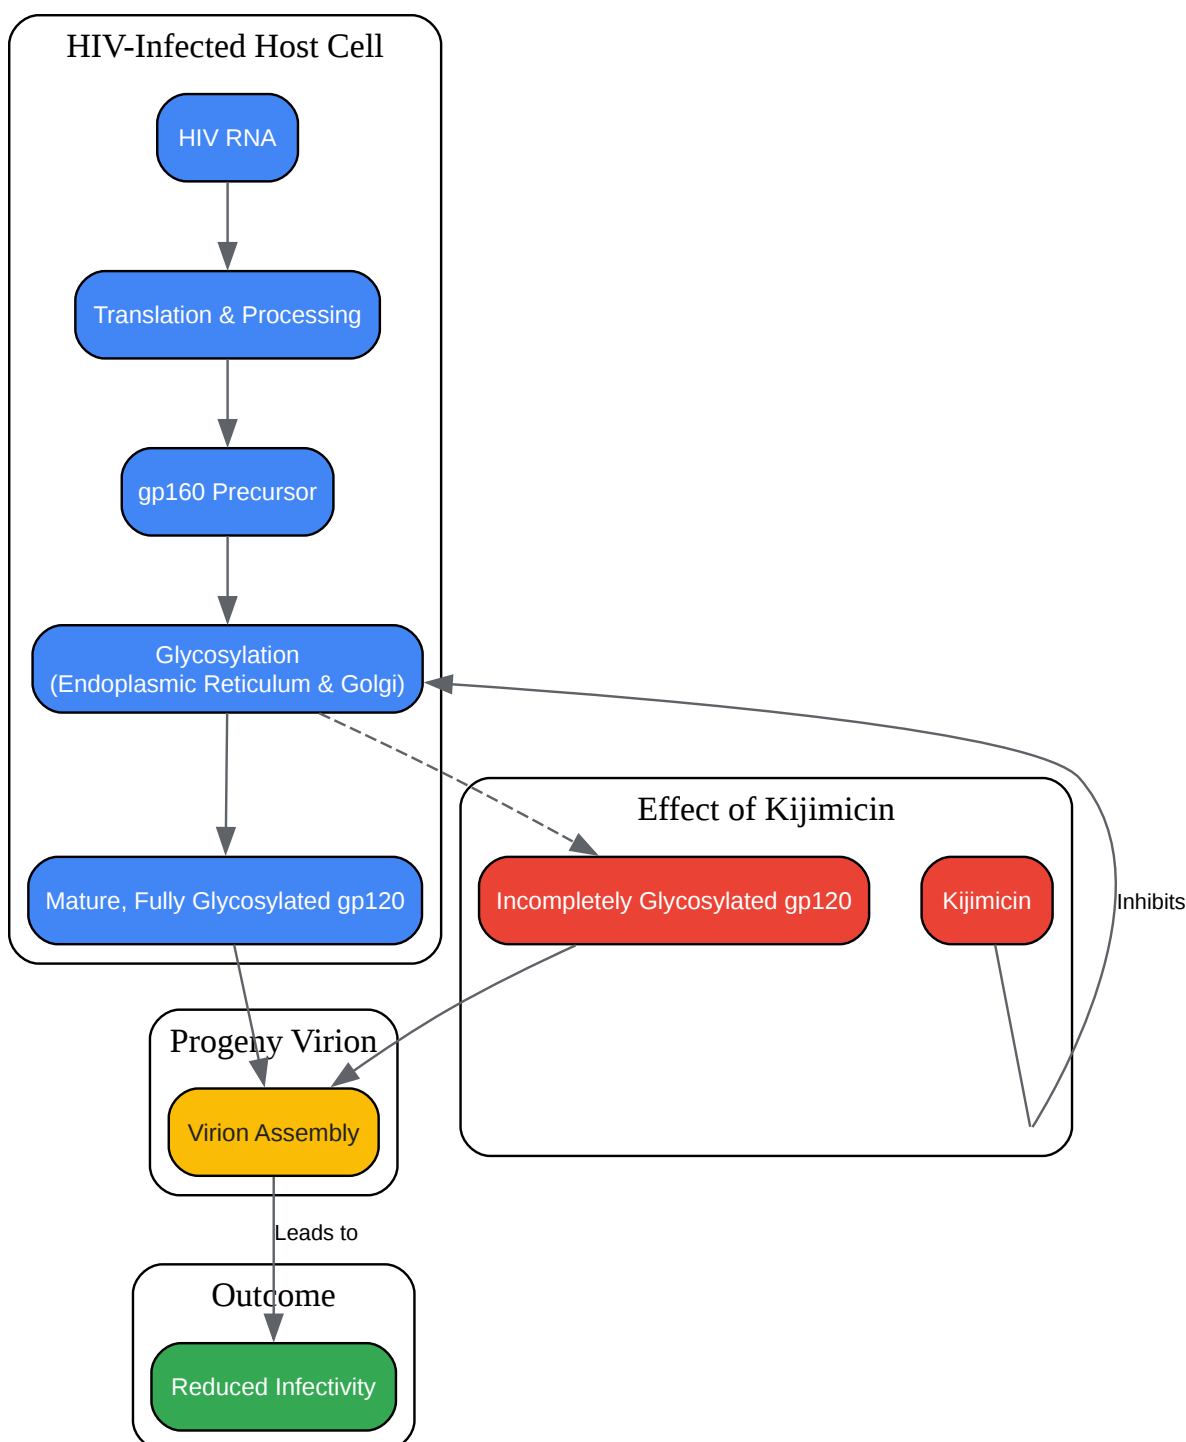 HIV-Infected Host Cell
HIV RNA
Translation & Processing
gp160 Precursor
Glycosylation
(Endoplasmic Reticulum & Golgi)
Mature, Fully Glycosylated gp120
Effect of Kijimicin
Incompletely Glycosylated gp120
Kijimicin
Inhibits
Progeny Virion
Virion Assembly
Leads to
Outcome
Reduced Infectivity